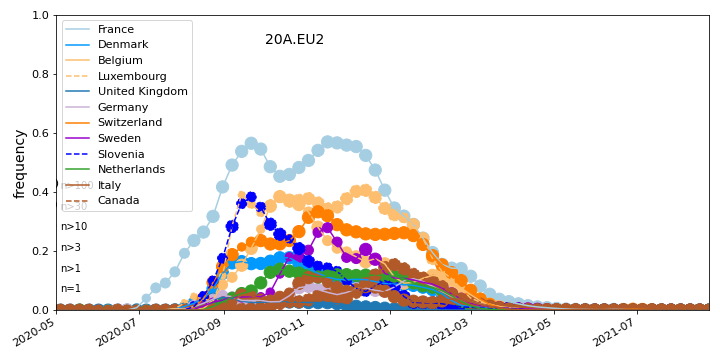 20A.EU2
1.0
0.8
0.6
0.4
0.2
0.0
frequency
France
Denmark
Belgium
Luxembourg
United Kingdom
Germany
Switzerland
Sweden
Slovenia
Netherlands
Italy
Canada
n>100
n>30
n>10
n>3
n>1
n=1
2020-05
2020-07
2020-09
2020-11
2021-01
2021-03
2021-05
2021-07